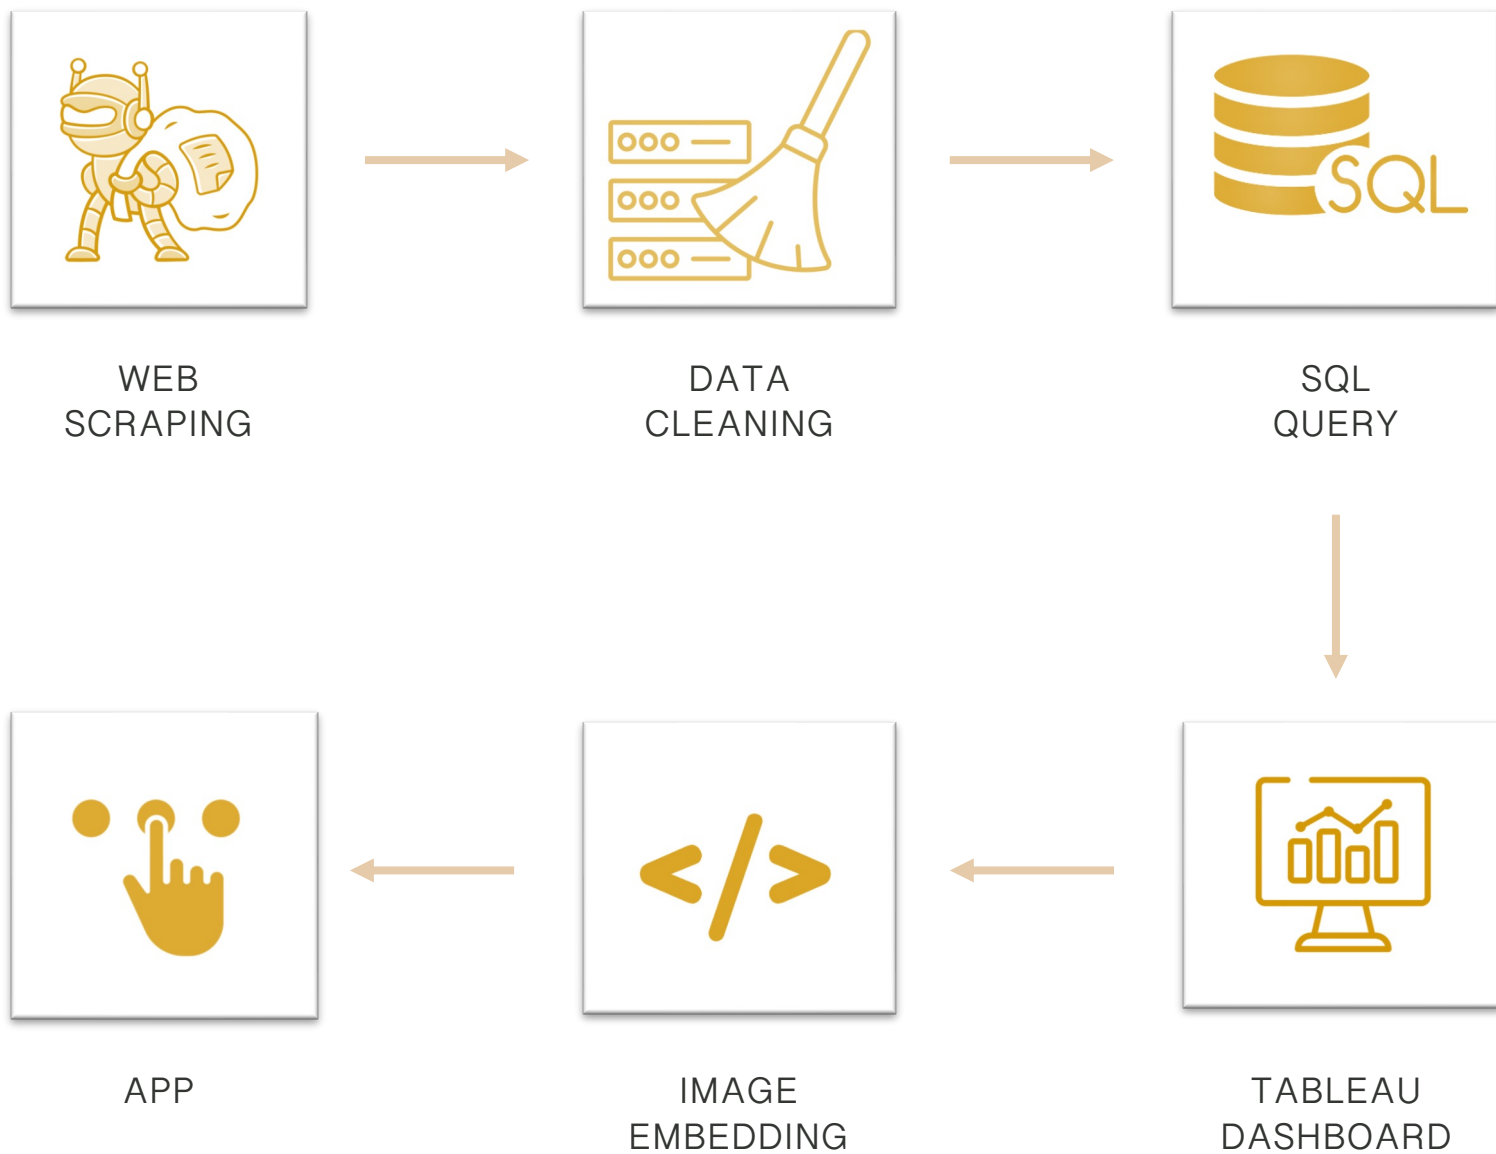 SQL
WEB
SCRAPING
DATA
CLEANING
SQL
QUERY
APP
IMAGE
EMBEDDING
TABLEAU
DASHBOARD